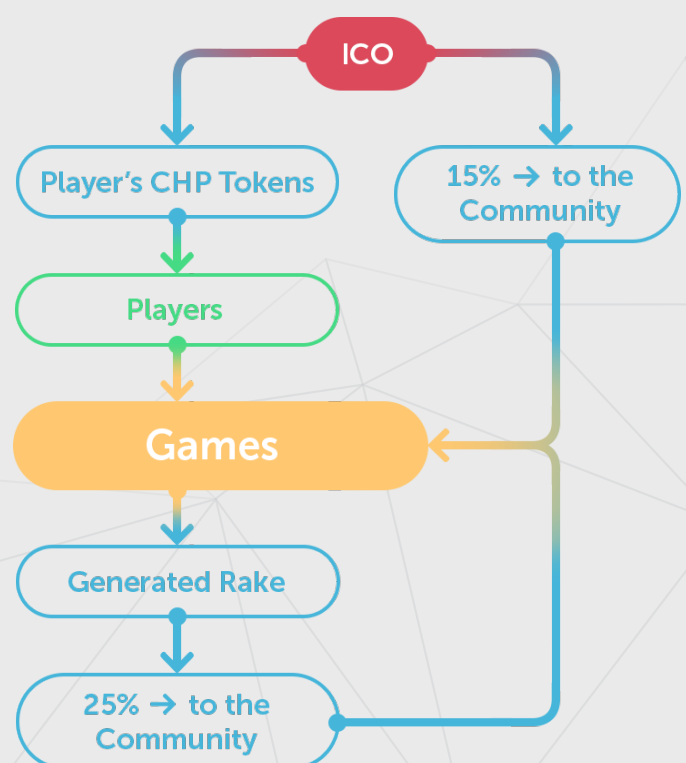 ICO
Player’s CHP Tokens
15% → to the
Community
Players
Games
Generated Rake
25% → to the
Community